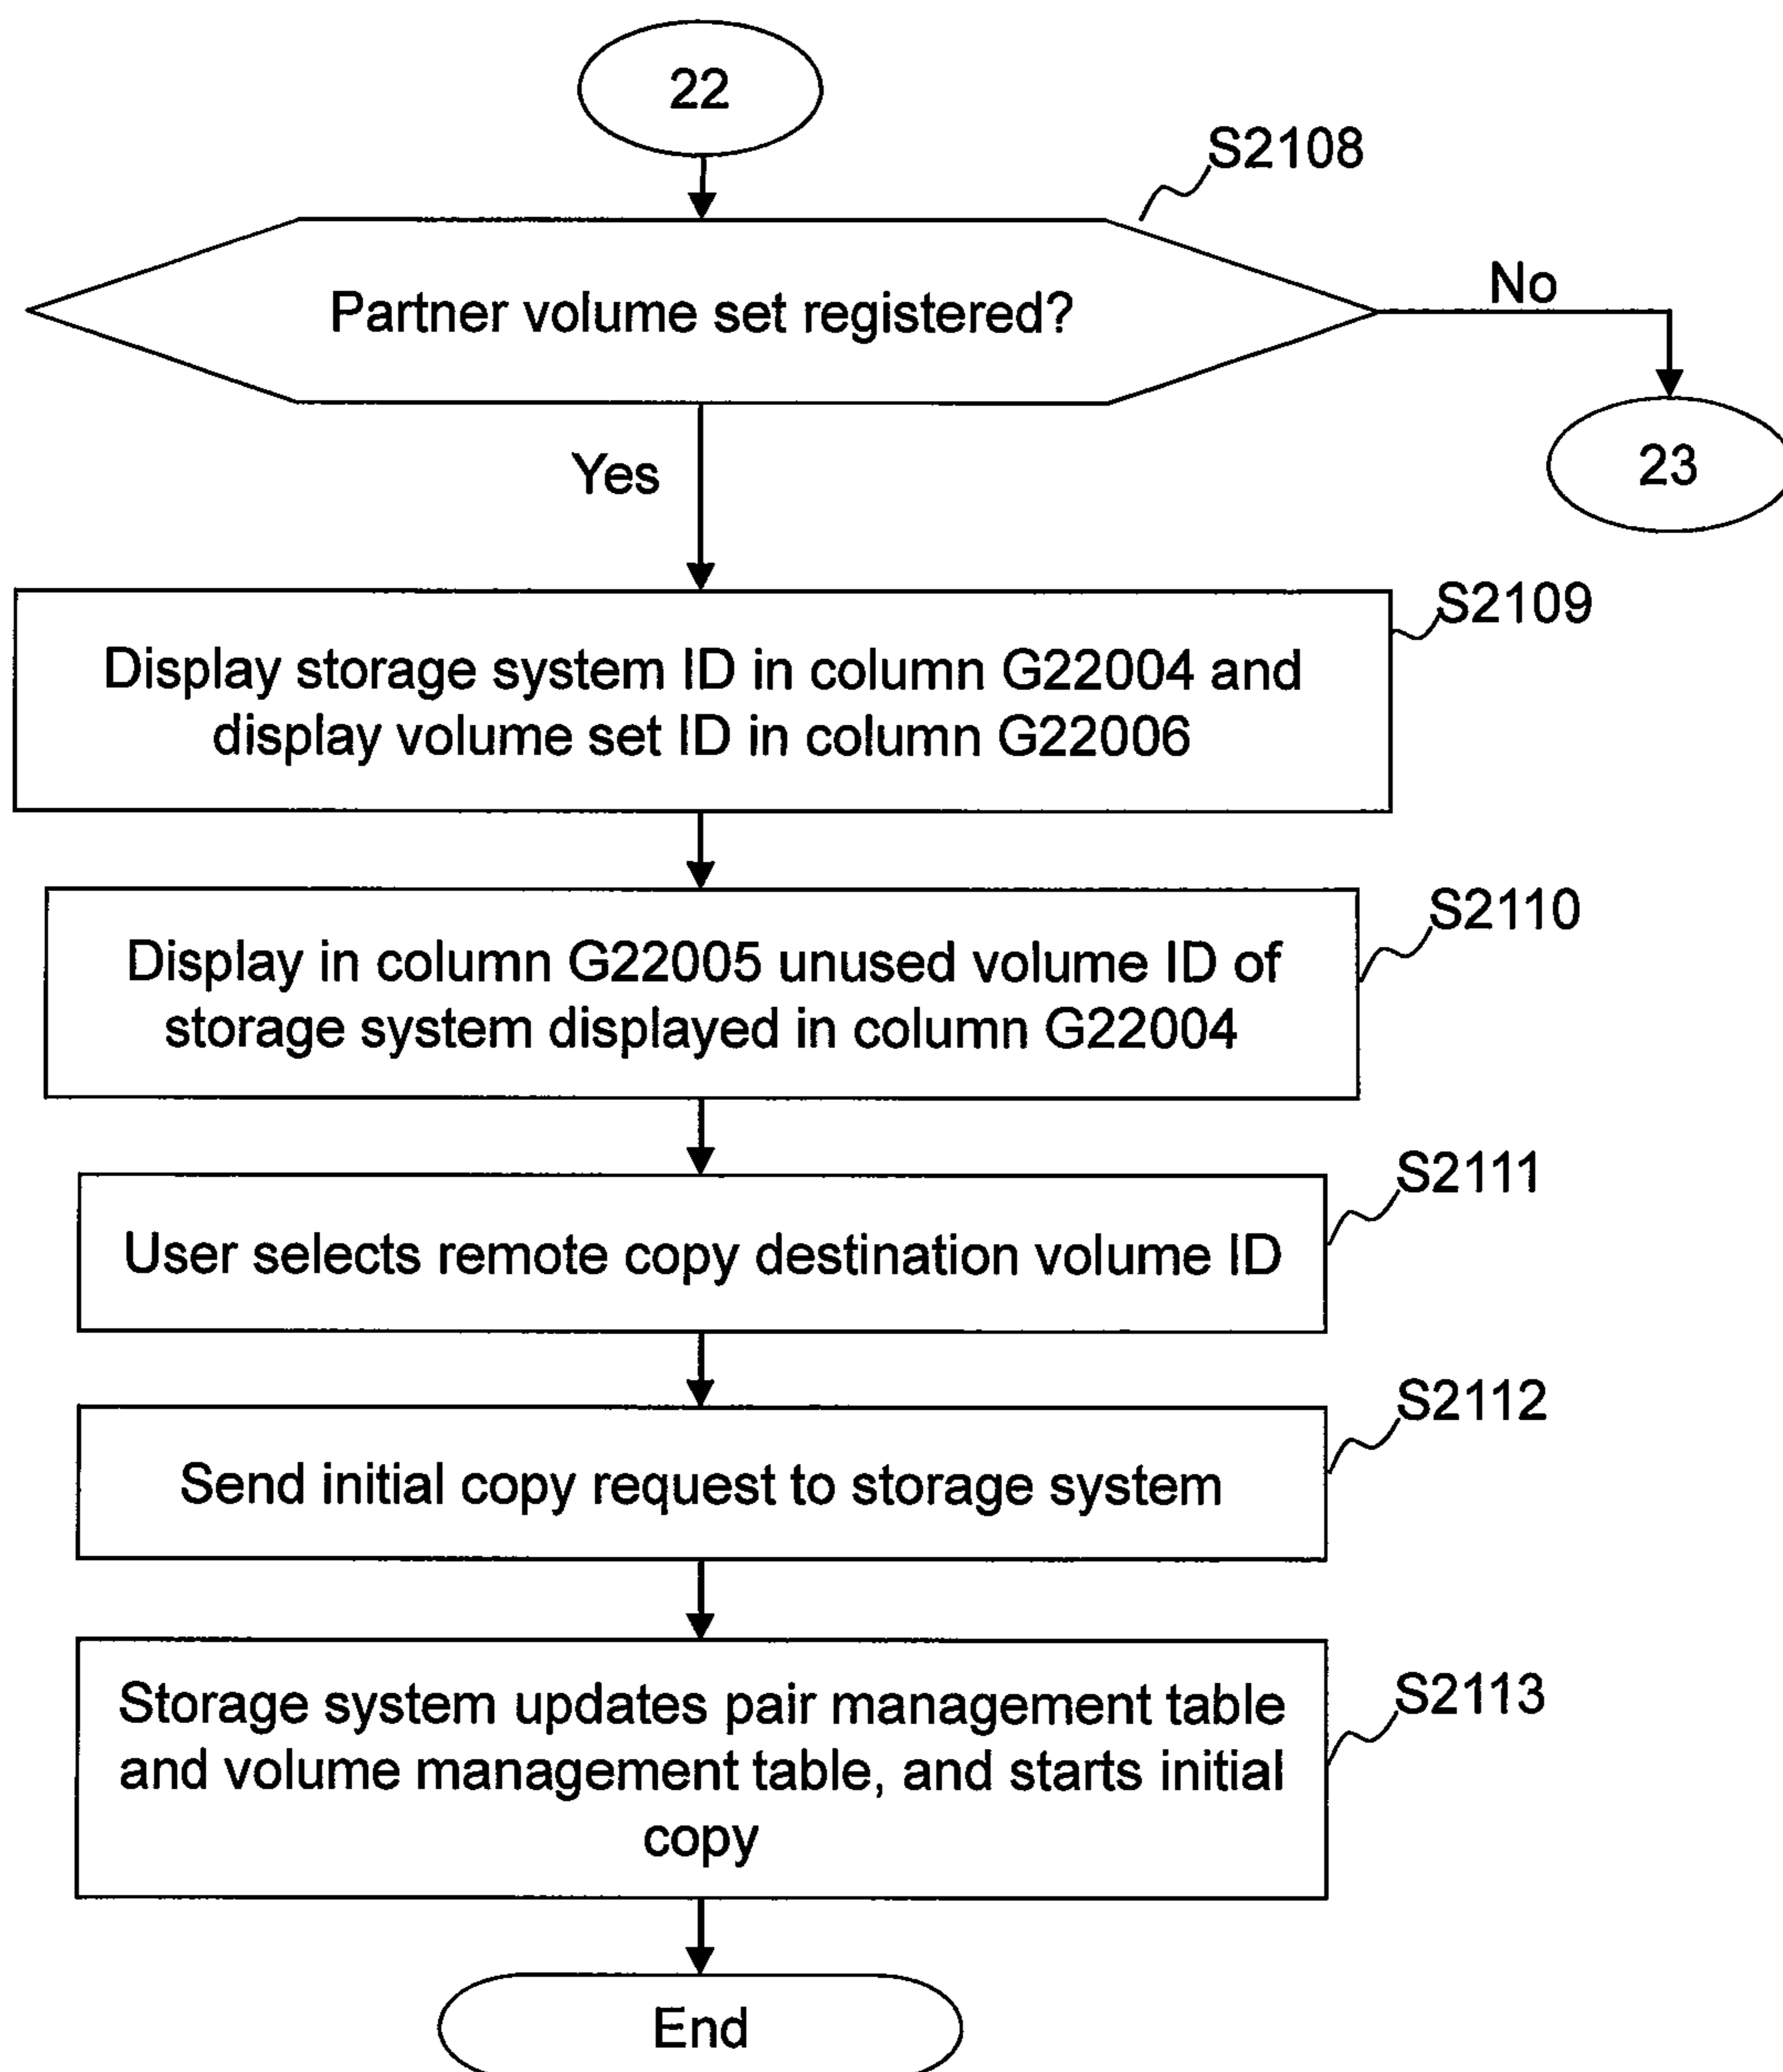 22
S2108
Partner volume set registered?
No
23
Yes
S2109
Display storage system ID in column G22004 and
display volume set ID in column G22006
S2110
Display in column G22005 unused volume ID of
storage system displayed in column G22004
S2111
User selects remote copy destination volume ID
S2112
Send initial copy request to storage system
S2113
Storage system updates pair management table
and volume management table, and starts initial
copy
End